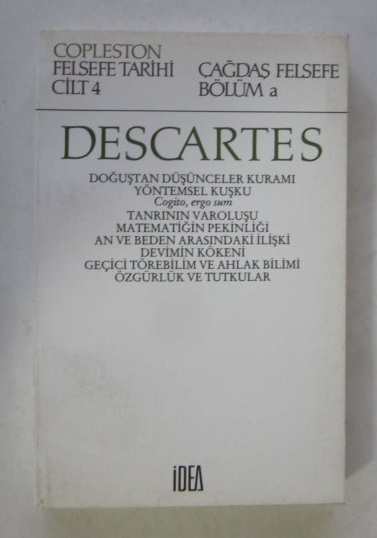 COPLESTON
FELSEFE TARİHİ
CİLT 4
ÇAĞDAŞ FELSEFE
BÖLÜM a
DESCARTES
DOĞUŞTAN DÜŞÜNCELER KURAMI
YÖNTEMSEL KUŞKU
Cogito, ergo sum
TANRININ VAROLUŞU
MATEMATİĞİN PEKİNLİĞİ
AN VE BEDEN ARASINDAKİ İLİŞKİ
DEVİMİN KÖKENİ
GEÇİCİ TÖREBİLİM VE AHLAK BİLİMİ
ÖZGÜRLÜK VE TUTKULAR
İDEA